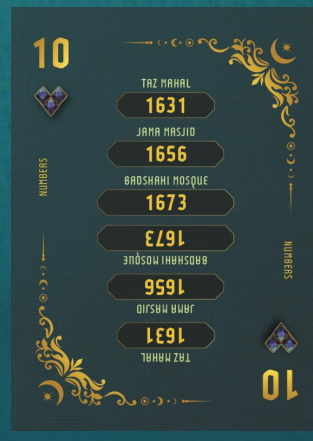 10
TAZ MAHAL
1631
JAMA MASJID
1656
BADSHAHI MOSQUE
1673
NUMBERS
1673
BADSHAHI MOSQUE
1656
JAMA MASJID
1631
TAZ MAHAL
NUMBERS
10